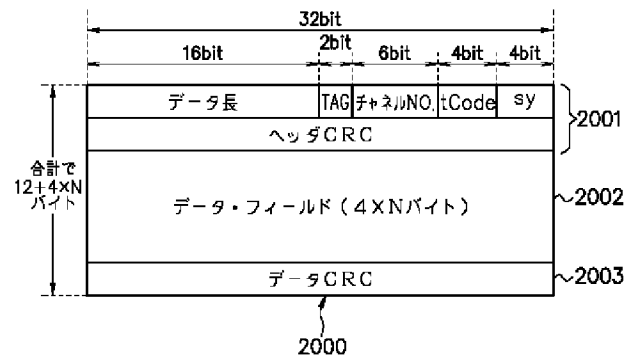 32bit
16bit 2bit 6bit 4bit 4bit
データ長 TAG チャネルNO. tCode sy
2001
ヘッダCRC
合計で
12+4×N
バイト
データ・フィールド(4×Nバイト)
2002
データCRC
2003
2000